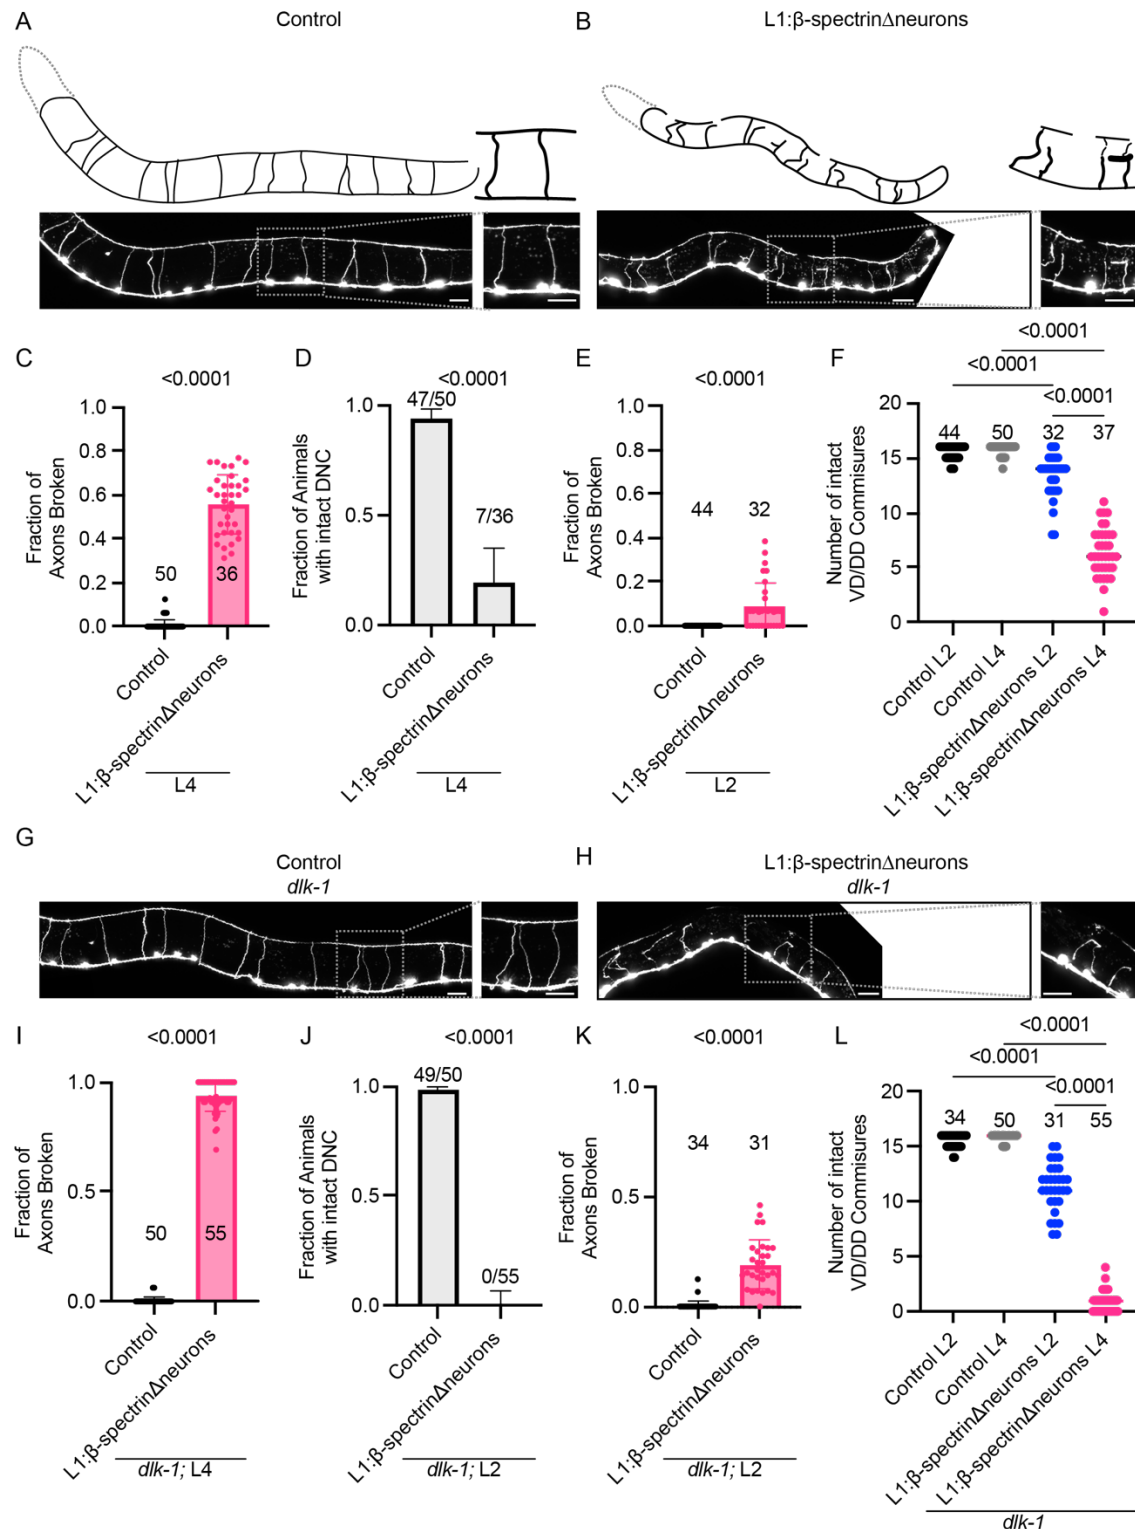 A
Control
B
L1:β-spectrinΔneurons
C
<0.0001
Fraction of
Axons Broken
1.0
0.8
0.6
0.4
0.2
0.0
50
36
Control
L1:β-spectrinΔneurons
L4
D
<0.0001
Fraction of Animals
with intact DNC
1.0
0.5
0.0
47/50
7/36
Control
L1:β-spectrinΔneurons
L4
E
<0.0001
Fraction of
Axons Broken
1.0
0.8
0.6
0.4
0.2
0.0
44
32
Control
L1:β-spectrinΔneurons
L2
F
<0.0001
<0.0001
<0.0001
Number of intact
VD/DD Commisures
20
15
10
5
0
44
50
32
37
Control L2
Control L4
L1:β-spectrinΔneurons L2
L1:β-spectrinΔneurons L4
G
Control
dlk-1
H
L1:β-spectrinΔneurons
dlk-1
I
<0.0001
Fraction of
Axons Broken
1.0
0.5
0.0
50
55
Control
L1:β-spectrinΔneurons
dlk-1; L4
J
<0.0001
Fraction of Animals
with intact DNC
1.0
0.5
0.0
49/50
0/55
Control
L1:β-spectrinΔneurons
dlk-1; L2
K
<0.0001
Fraction of
Axons Broken
1.0
0.5
0.0
34
31
Control
L1:β-spectrinΔneurons
dlk-1; L2
L
<0.0001
<0.0001
<0.0001
Number of intact
VD/DD Commisures
20
15
10
5
0
34
50
31
55
Control L2
Control L4
L1:β-spectrinΔneurons L2
L1:β-spectrinΔneurons L4
dlk-1